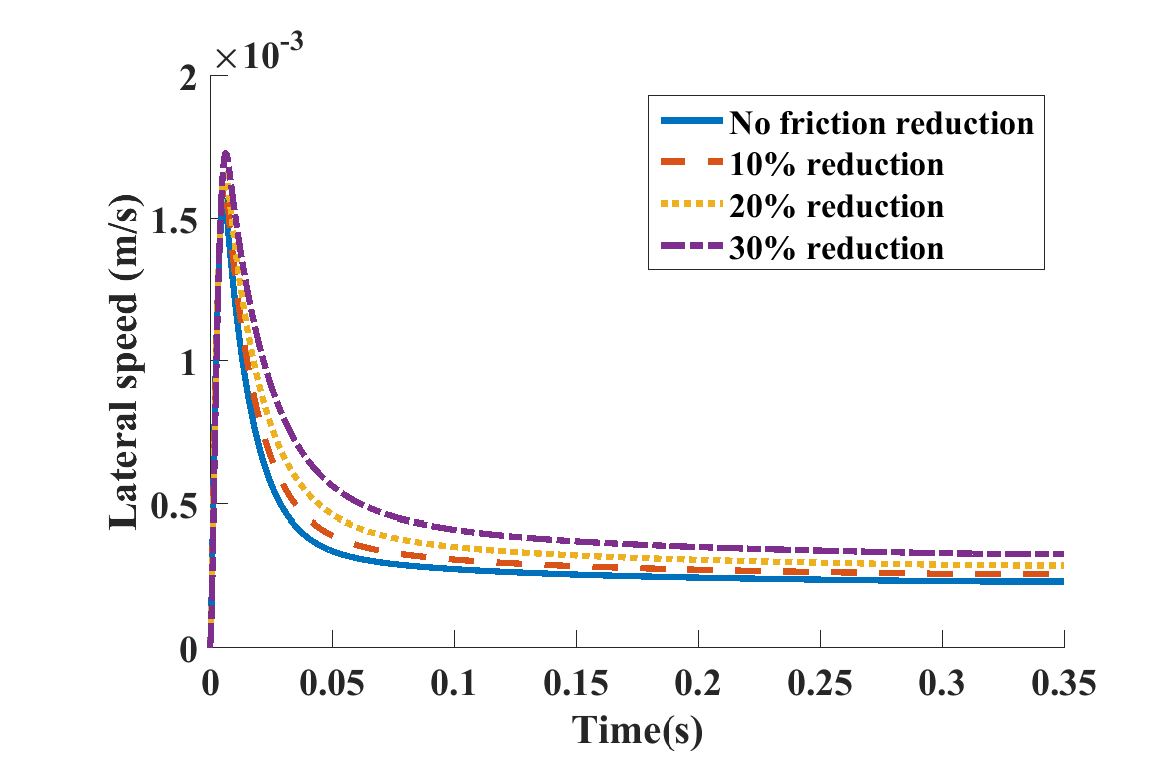 ×10-3
2
1.5
1
0.5
0
Lateral speed (m/s)
No friction reduction
10% reduction
20% reduction
30% reduction
0 0.05 0.1 0.15 0.2 0.25 0.3 0.35
Time(s)